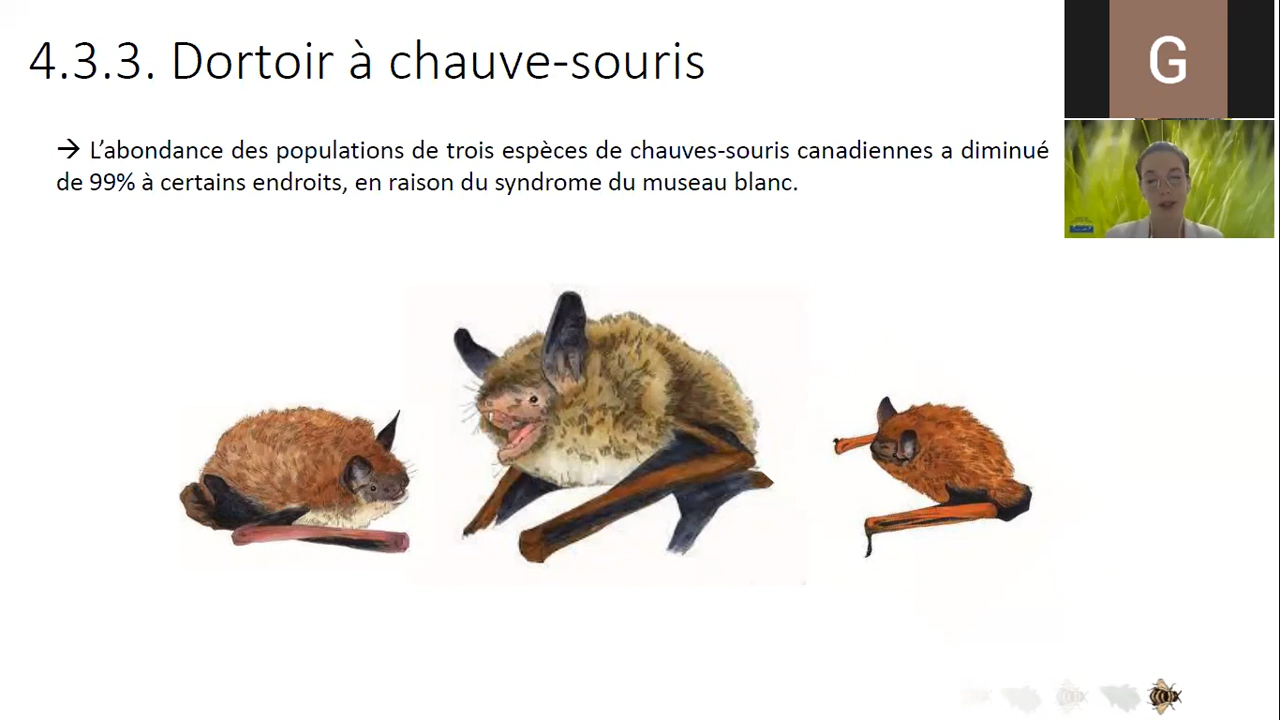 4.3.3. Dortoir à chauve-souris
→ L’abondance des populations de trois espèces de chauves-souris canadiennes a diminué
de 99% à certains endroits, en raison du syndrome du museau blanc.
G